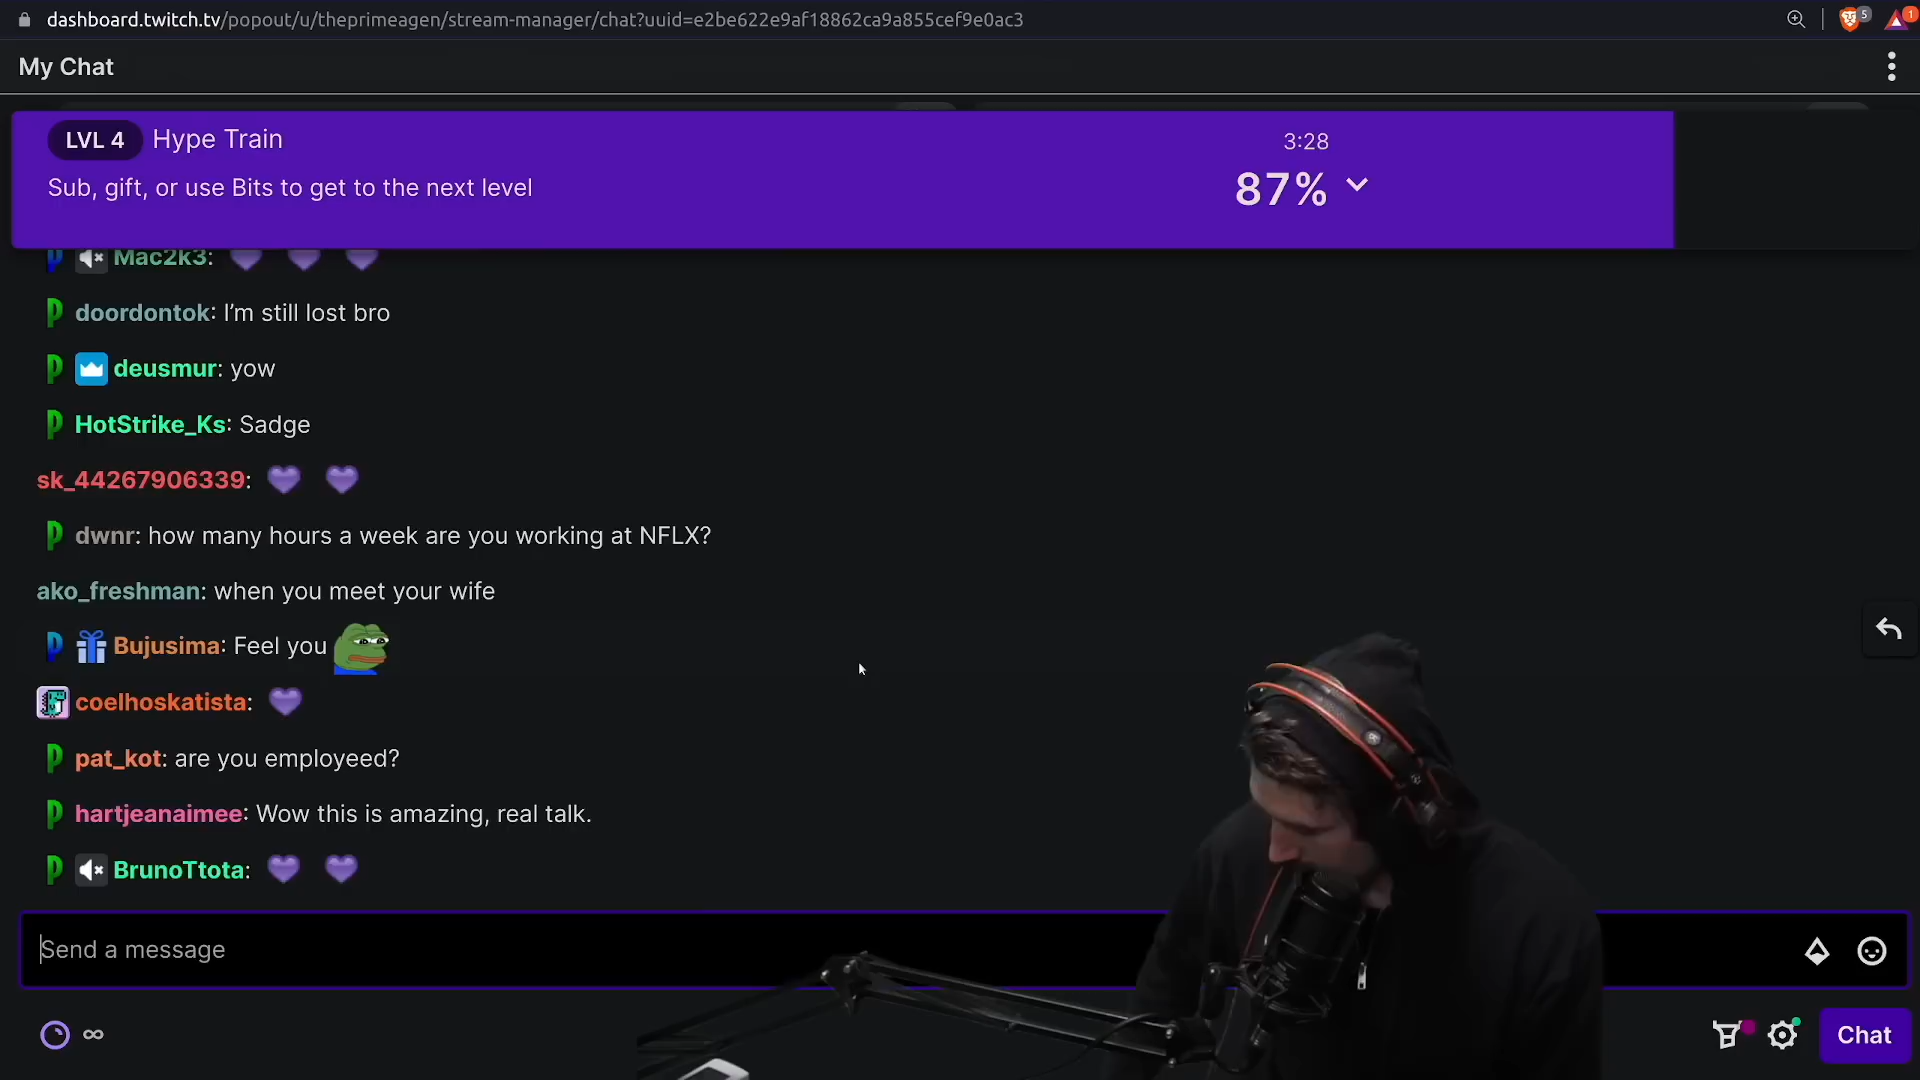 dashboard.twitch.tv/popout/u/theprimeagen/stream-manager/chat?uuid=e2be622e9af18862ca9a855cef9e0ac3
5
1
My Chat
LVL 4 Hype Train
3:28
Sub, gift, or use Bits to get to the next level
87%
Mac2k3:
doordontok: I’m still lost bro
deusmur: yow
HotStrike_Ks: Sadge
sk_44267906339:
dwnr: how many hours a week are you working at NFLX?
ako_freshman: when you meet your wife
Bujusima: Feel you
coelhoskatista:
pat_kot: are you employeed?
hartjeanaimee: Wow this is amazing, real talk.
BrunoTtota:
Send a message
∞
Chat